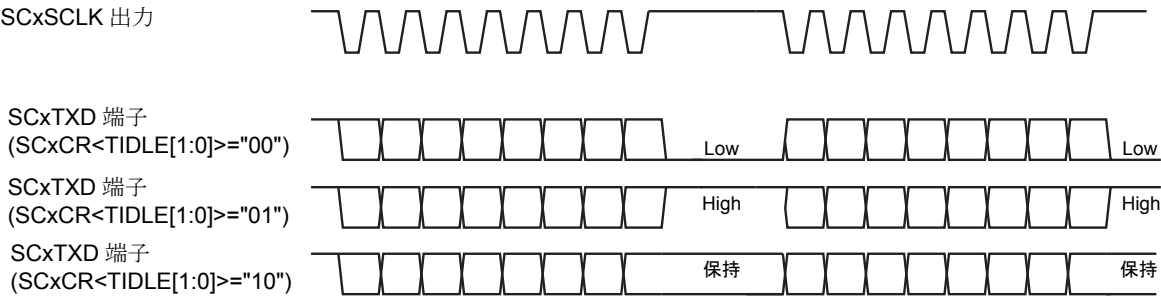 SCxSCLK 出力
SCxTXD 端子
(SCxCR<TIDLE[1:0]>="00")
Low
Low
SCxTXD 端子
(SCxCR<TIDLE[1:0]>="01")
High
High
SCxTXD 端子
(SCxCR<TIDLE[1:0]>="10")
保持
保持